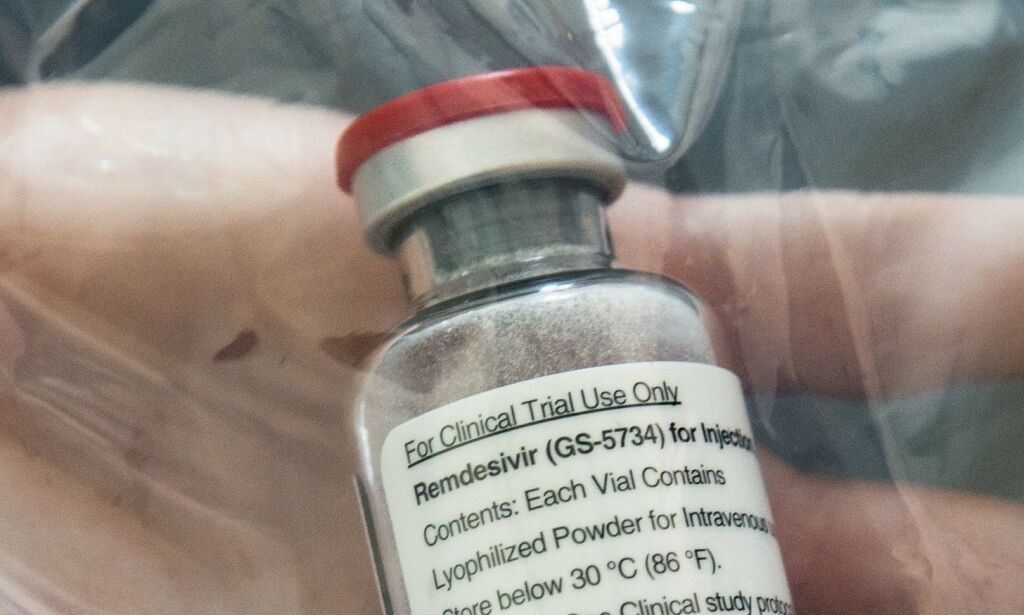 For Clinical Trial Use Only
Remdesivir (GS-5734) for Injection
Contents: Each Vial Contains
Lyophilized Powder for Intravenous
Store below 30 °C (86 °F).
Clinical study